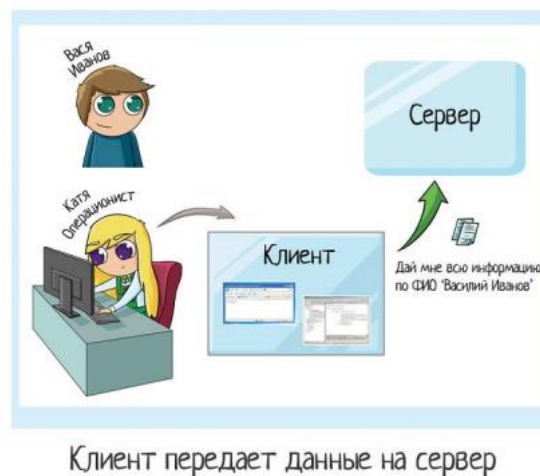 Вася
Иванов
Сервер
Катя
Операционист
Клиент
Дай мне всю информацию
по ФИО "Василий Иванов"
Клиент передает данные на сервер